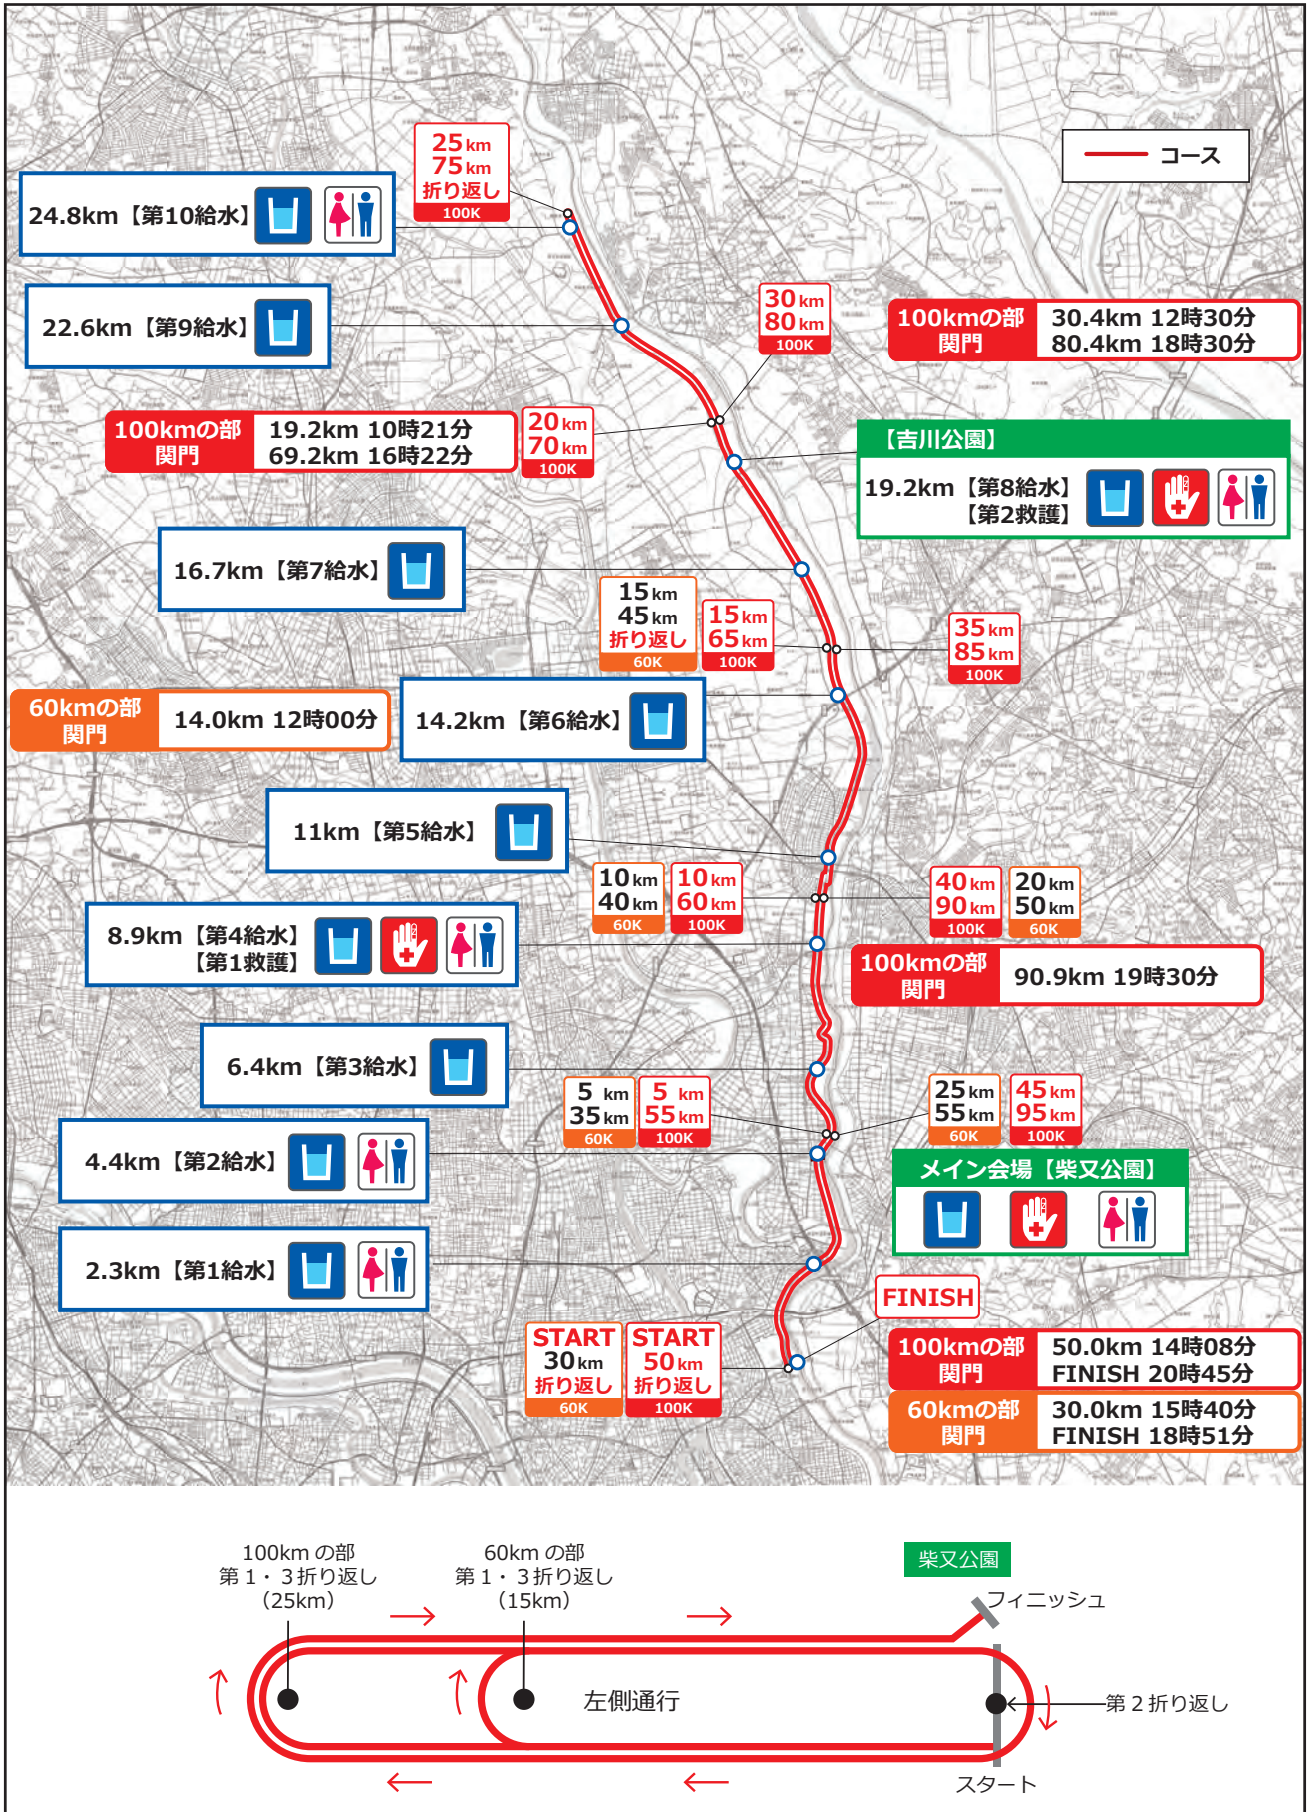 コース
25km
75km
折り返し
100K
24.8km【第10給水】
22.6km【第9給水】
30km
80km
100K
100kmの部
関門
30.4km 12時30分
80.4km 18時30分
100kmの部
関門
19.2km 10時21分
69.2km 16時22分
20km
70km
100K
【吉川公園】
19.2km【第8給水】
【第2救護】
16.7km【第7給水】
15km
45km
折り返し
60K
15km
65km
100K
35km
85km
100K
60kmの部
関門
14.0km 12時00分
14.2km【第6給水】
11km【第5給水】
10km
40km
60K
10km
60km
100K
40km
90km
100K
20km
50km
60K
8.9km【第4給水】
【第1救護】
100kmの部
関門
90.9km 19時30分
6.4km【第3給水】
5 km
35km
60K
5 km
55km
100K
25km
55km
60K
45km
95km
100K
4.4km【第2給水】
メイン会場【柴又公園】
2.3km【第1給水】
FINISH
START
30km
折り返し
60K
START
50km
折り返し
100K
100kmの部
関門
50.0km 14時08分
FINISH 20時45分
60kmの部
関門
30.0km 15時40分
FINISH 18時51分
100km の部
第1・3折り返し
（25km）
60km の部
第1・3折り返し
（15km）
柴又公園
フィニッシュ
左側通行
第2折り返し
スタート